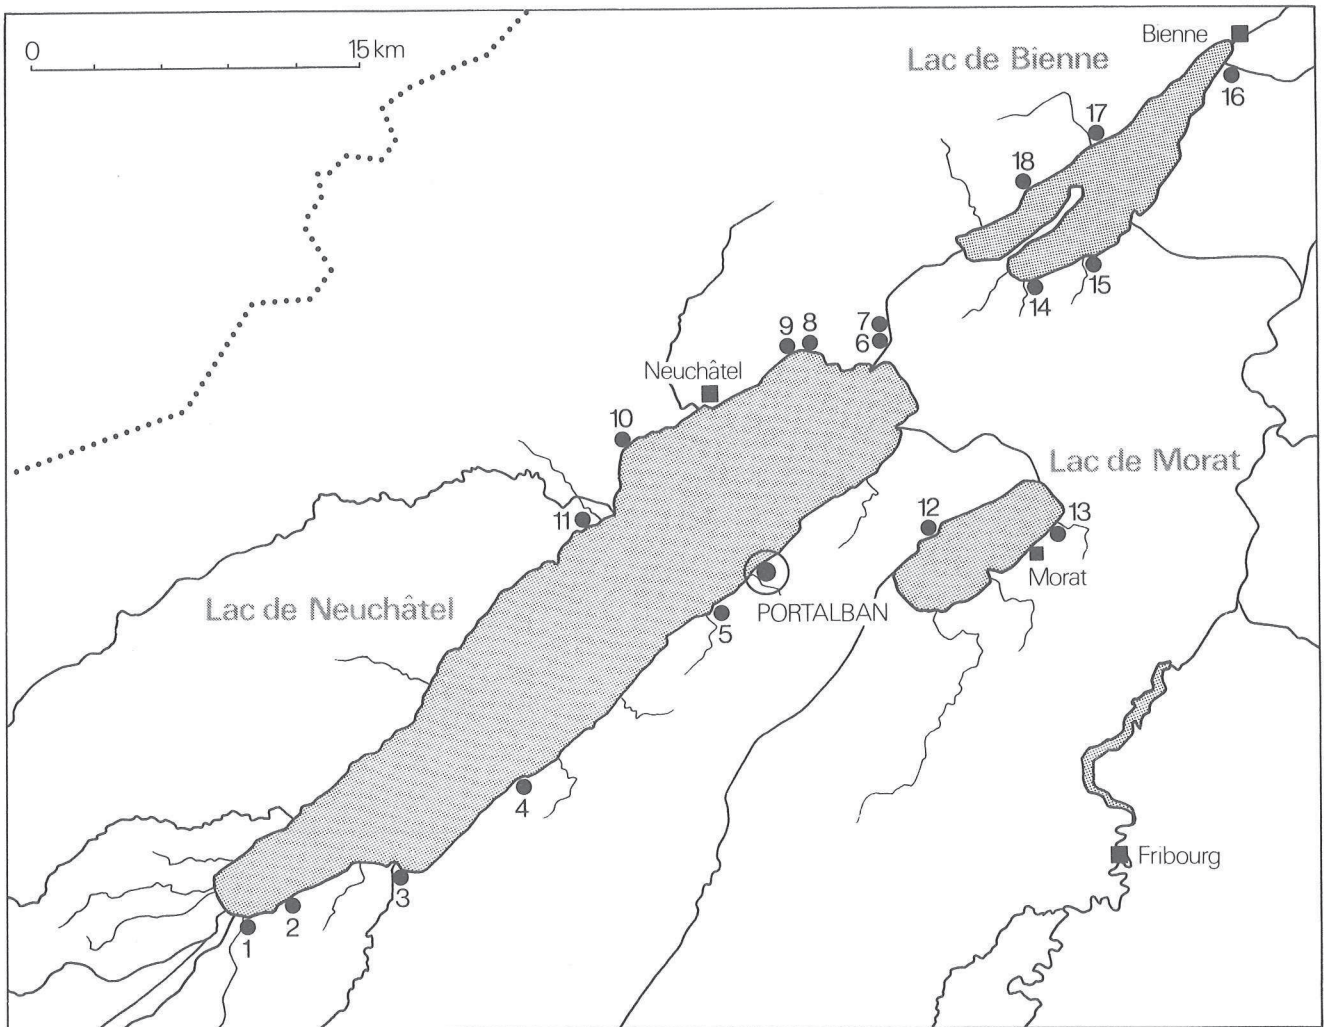 0 15 km
Bienne
Lac de Bienne
16
17
18
15
14
7
9 8
6
Neuchâtel
10
Lac de Morat
12
13
11
Morat
Lac de Neuchâtel
PORTALBAN
5
4
Fribourg
3
2
1